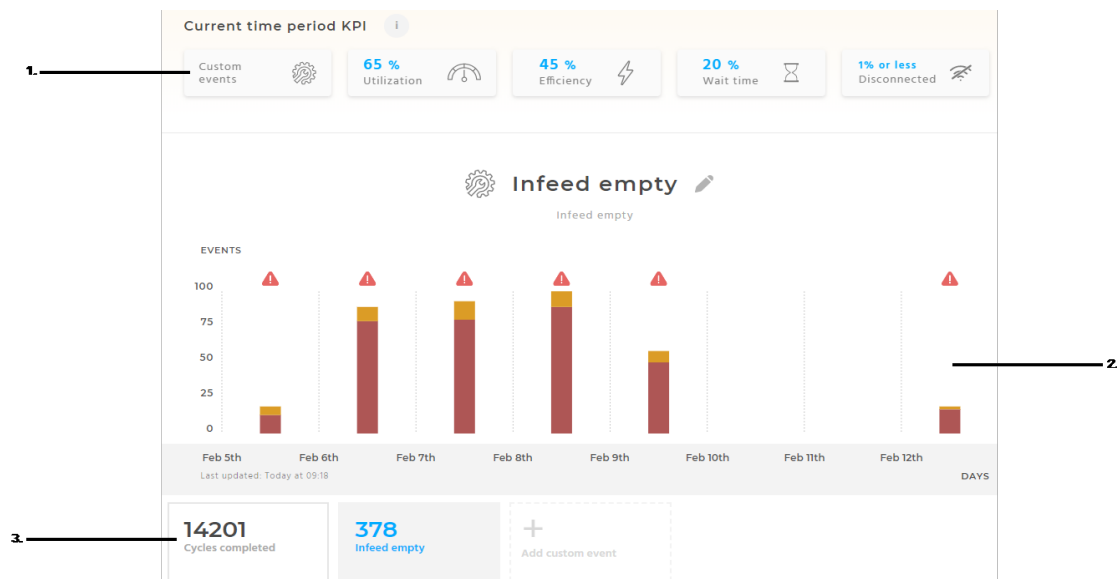 Current time period KPI i
1.
Custom
events
65 %
Utilization
45 %
Efficiency
20 %
Wait time
1% or less
Disconnected
Infeed empty
Infeed empty
EVENTS
100
75
50
25
0
2.
Feb 5th Feb 6th Feb 7th Feb 8th Feb 9th Feb 10th Feb 11th Feb 12th
Last updated: Today at 09:18
DAYS
3.
14201
Cycles completed
378
Infeed empty
+
Add custom event